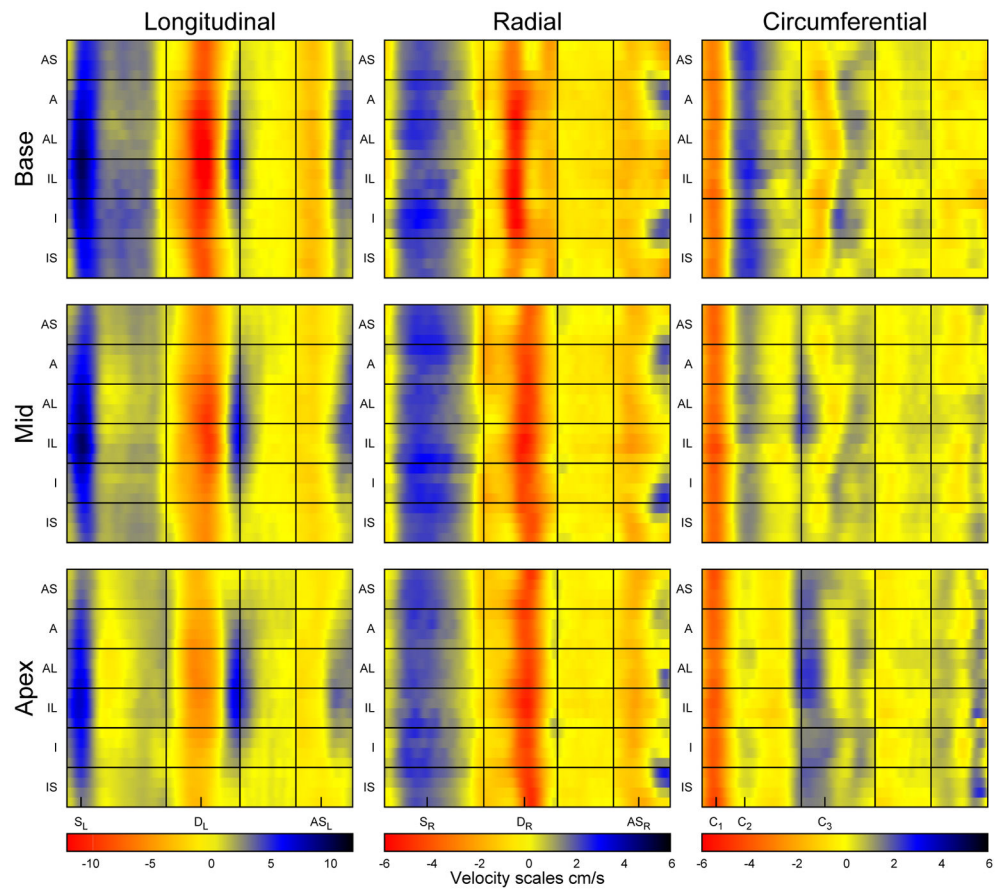 Longitudinal Radial Circumferential
Base
AS AS AS
A A A
AL AL AL
IL IL IL
I I I
IS IS IS
Mid
AS AS AS
A A A
AL AL AL
IL IL IL
I I I
IS IS IS
Apex
AS AS AS
A A A
AL AL AL
IL IL IL
I I I
IS IS IS
SL DL ASL SR DR ASR C1 C2 C3
-10 -5 0 5 10 -6 -4 -2 0 2 4 6 -6 -4 -2 0 2 4 6
Velocity scales cm/s